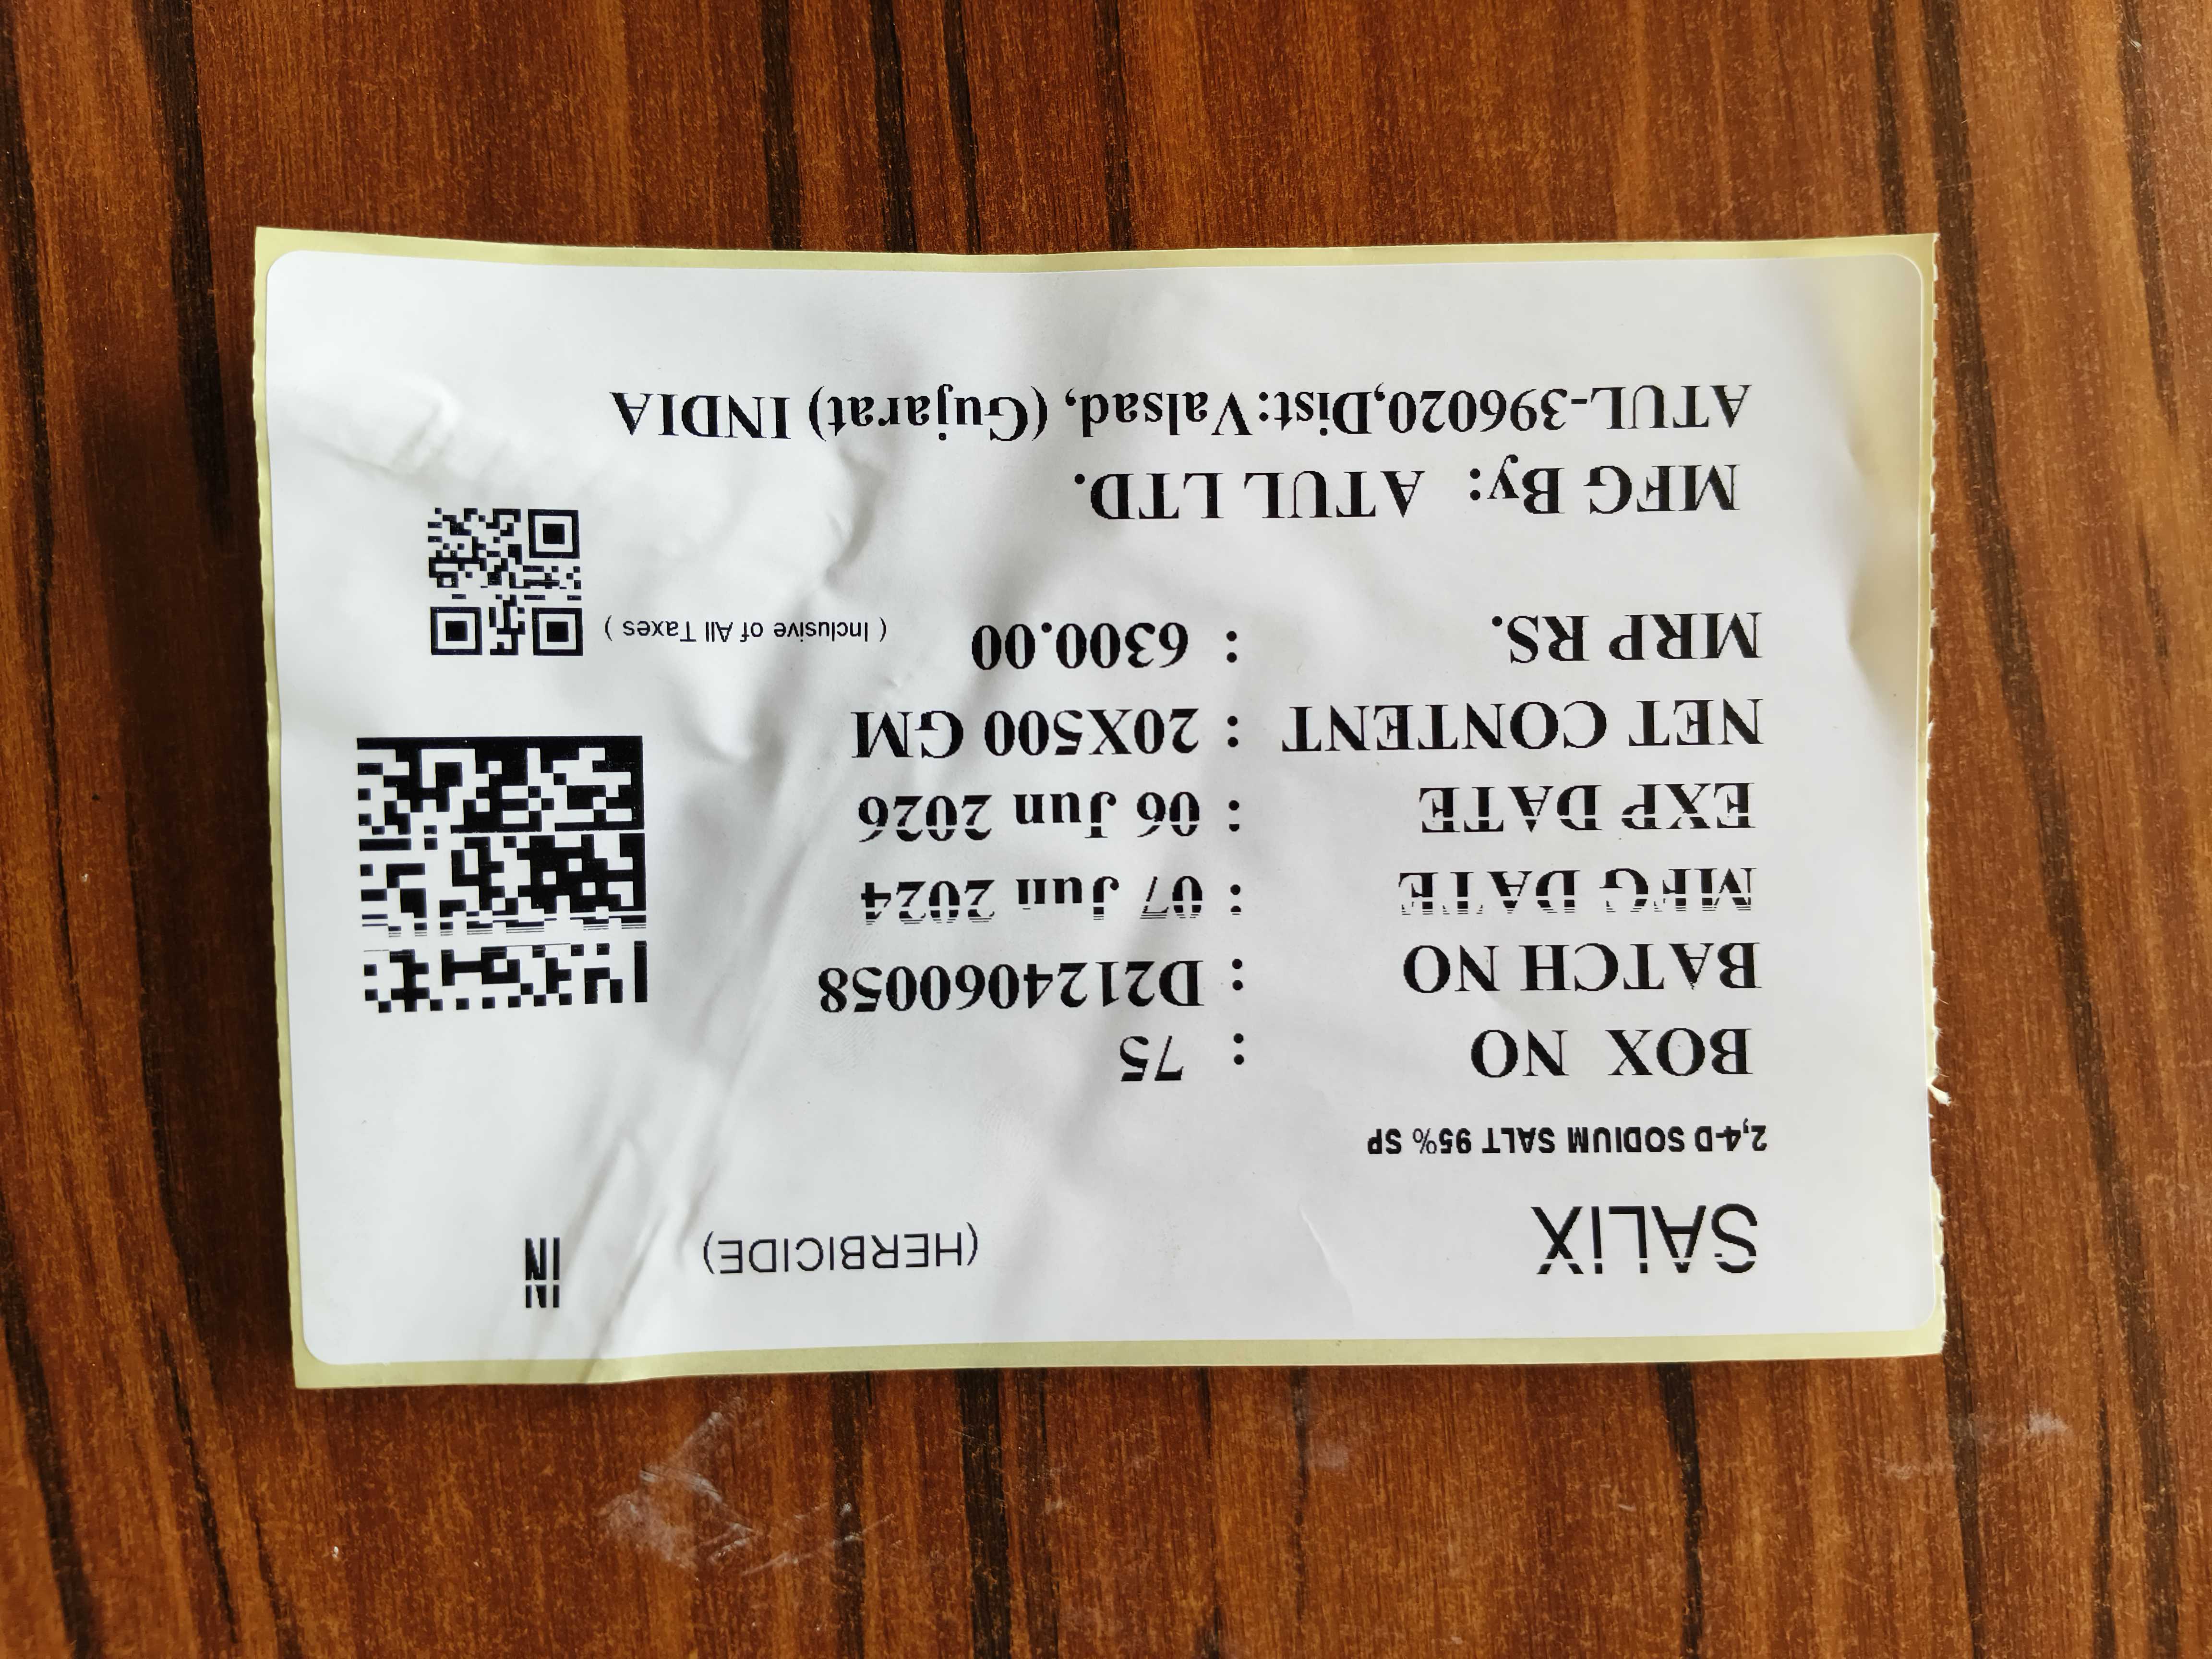 SALIX (HERBICIDE) IN
2,4-D SODIUM SALT 95% SP
BOX NO : 75
BATCH NO : D2124060058
MFG DATE : 07 Jun 2024
EXP DATE : 06 Jun 2026
NET CONTENT : 20X500 GM
MRP RS. : 6300.00 ( Inclusive of All Taxes )
MFG By: ATUL LTD.
ATUL-396020,Dist:Valsad, (Gujarat) INDIA